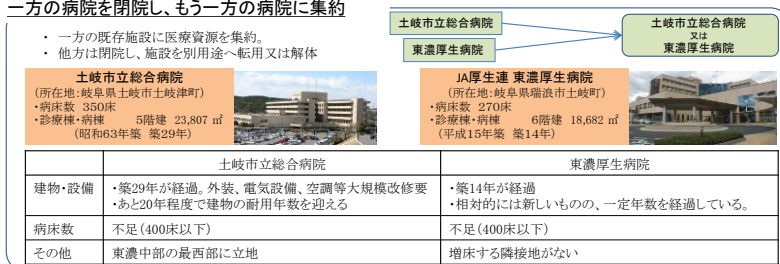 一方の病院を閉院し、もう一方の病院に集約
・ 一方の既存施設に医療資源を集約。
・ 他方は閉院し、施設を別用途へ転用又は解体
土岐市立総合病院
東濃厚生病院
土岐市立総合病院
又は
東濃厚生病院
土岐市立総合病院
(所在地:岐阜県土岐市土岐津町)
・病床数 350床
・診療棟・病棟 5階建 23,807 ㎡
(昭和63年築 築29年)
JA厚生連 東濃厚生病院
(所在地:岐阜県瑞浪市土岐町)
・病床数 270床
・診療棟・病棟 6階建 18,682 ㎡
(平成15年築 築14年)
土岐市立総合病院 東濃厚生病院
建物・設備 ・築29年が経過。外装、電気設備、空調等大規模改修要 ・築14年が経過
・あと20年程度で建物の耐用年数を迎える ・相対的には新しいものの、一定年数を経過している。
病床数 不足(400床以下) 不足(400床以下)
その他 東濃中部の最西部に立地 増床する隣接地がない